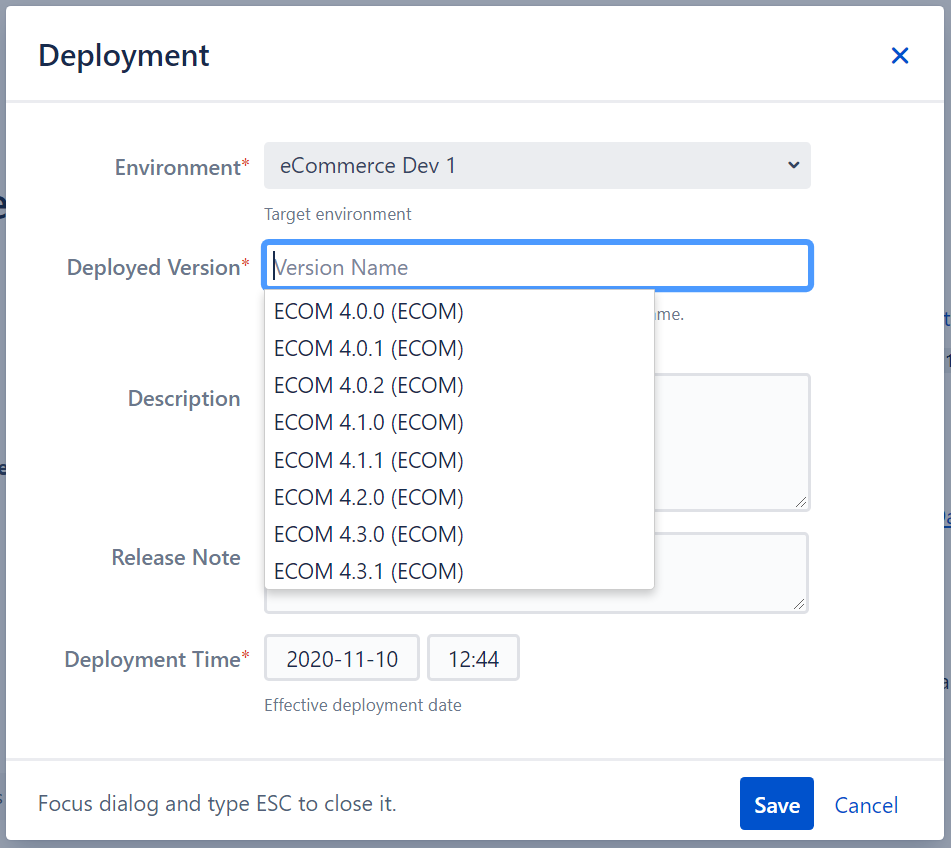 Deployment
Environment*
eCommerce Dev 1
Target environment
Deployed Version*
Version Name
ECOM 4.0.0 (ECOM)
ECOM 4.0.1 (ECOM)
ECOM 4.0.2 (ECOM)
ECOM 4.1.0 (ECOM)
ECOM 4.1.1 (ECOM)
ECOM 4.2.0 (ECOM)
ECOM 4.3.0 (ECOM)
ECOM 4.3.1 (ECOM)
Description
Release Note
Deployment Time*
2020-11-10 12:44
Effective deployment date
Focus dialog and type ESC to close it.
Save
Cancel